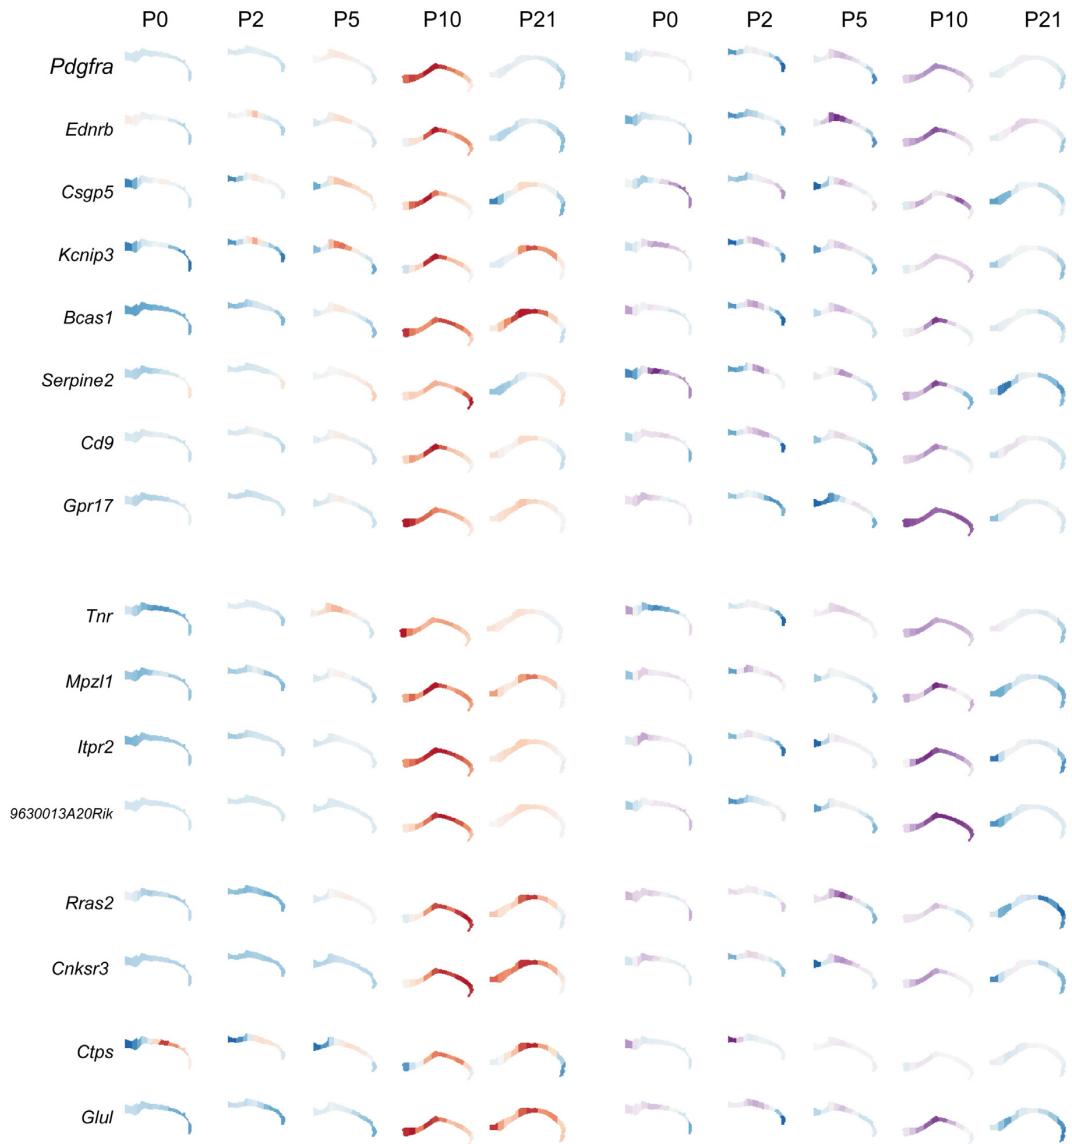 P0 P2 P5 P10 P21 P0 P2 P5 P10 P21
Pdgfra
Ednrb
Csgp5
Kcnip3
Bcas1
Serpine2
Cd9
Gpr17
Tnr
Mpzl1
Itpr2
9630013A20Rik
Rras2
Cnksr3
Ctps
Glul